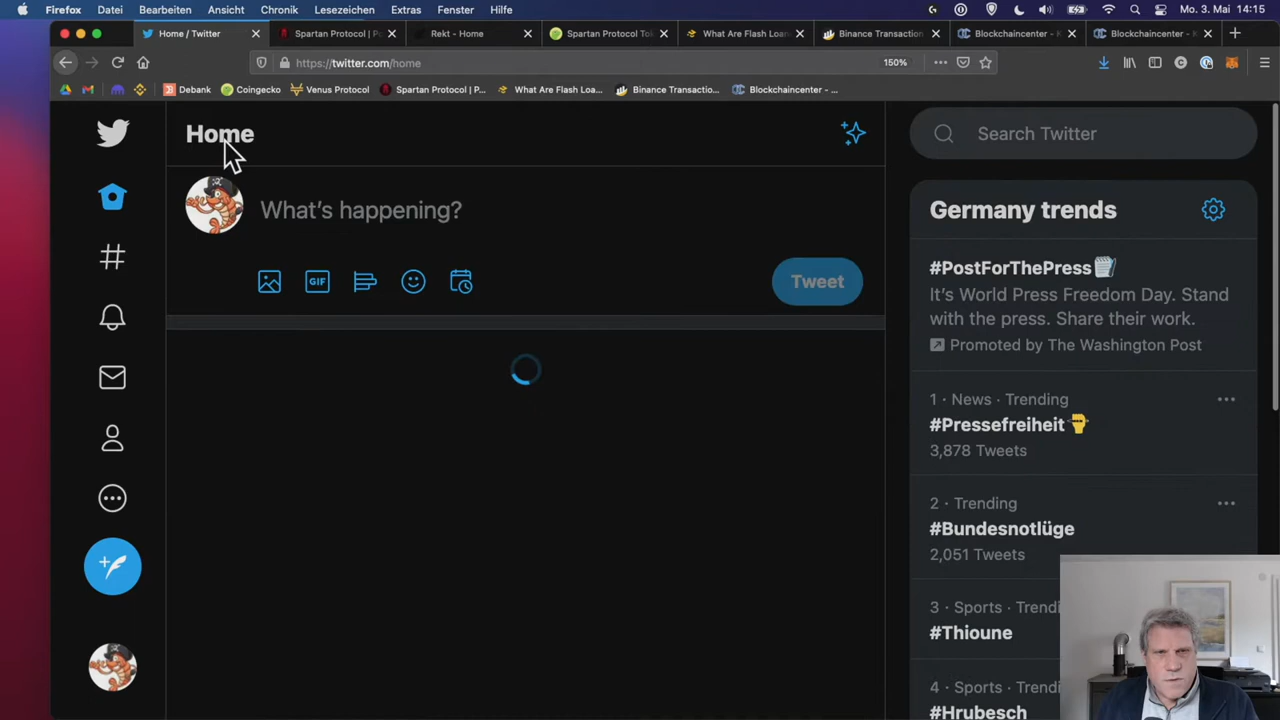 Firefox Datei Bearbeiten Ansicht Chronik Lesezeichen Extras Fenster Hilfe Mo. 3. Mai 14:15
Home / Twitter Spartan Protocol | Po Rekt - Home Spartan Protocol Tok What Are Flash Loan Binance Transaction Blockchaincenter - K Blockchaincenter - K
https://twitter.com/home 150%
Debank Coingecko Venus Protocol Spartan Protocol | P... What Are Flash Loa... Binance Transactio... Blockchaincenter - ...
Home
Search Twitter
What's happening?
GIF
Tweet
Germany trends
#PostForThePress
It's World Press Freedom Day. Stand
with the press. Share their work.
Promoted by The Washington Post
1 · News · Trending
#Pressefreiheit
3,878 Tweets
2 · Trending
#Bundesnotlüge
2,051 Tweets
3 · Sports · Trendi
#Thioune
4 · Sports · Trendi
#Hrubesch